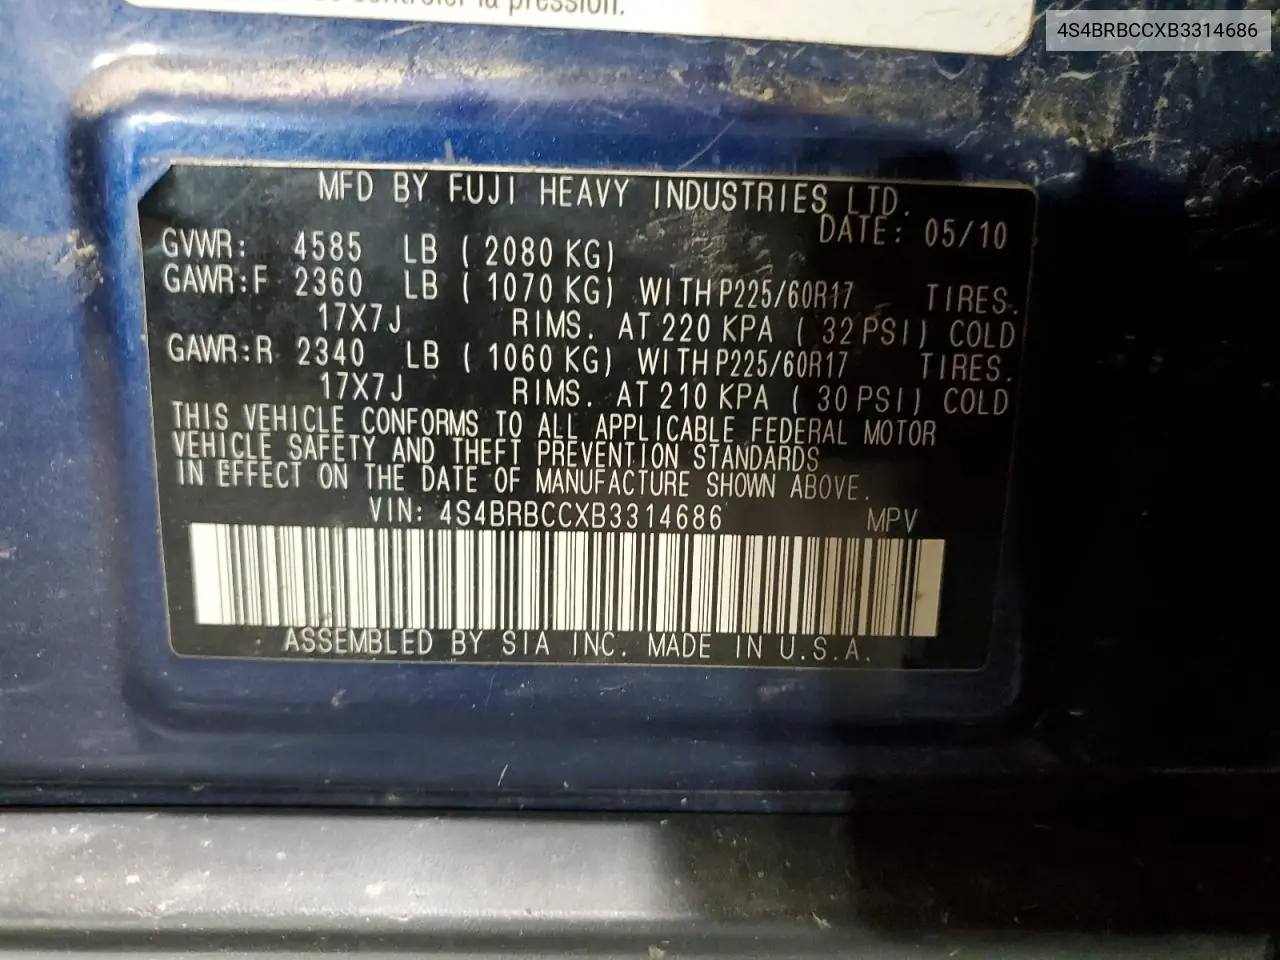 la pression.
4S4BRBCCXB3314686
MFD BY FUJI HEAVY INDUSTRIES LTD.
DATE: 05/10
GVWR: 4585 LB ( 2080 KG)
GAWR:F 2360 LB ( 1070 KG) WITH P225/60R17 TIRES.
17X7J RIMS. AT 220 KPA ( 32 PSI) COLD
GAWR:R 2340 LB ( 1060 KG) WITH P225/60R17 TIRES.
17X7J RIMS. AT 210 KPA ( 30 PSI) COLD
THIS VEHICLE CONFORMS TO ALL APPLICABLE FEDERAL MOTOR
VEHICLE SAFETY AND THEFT PREVENTION STANDARDS
IN EFFECT ON THE DATE OF MANUFACTURE SHOWN ABOVE.
VIN: 4S4BRBCCXB3314686 MPV
ASSEMBLED BY SIA INC. MADE IN U.S.A.